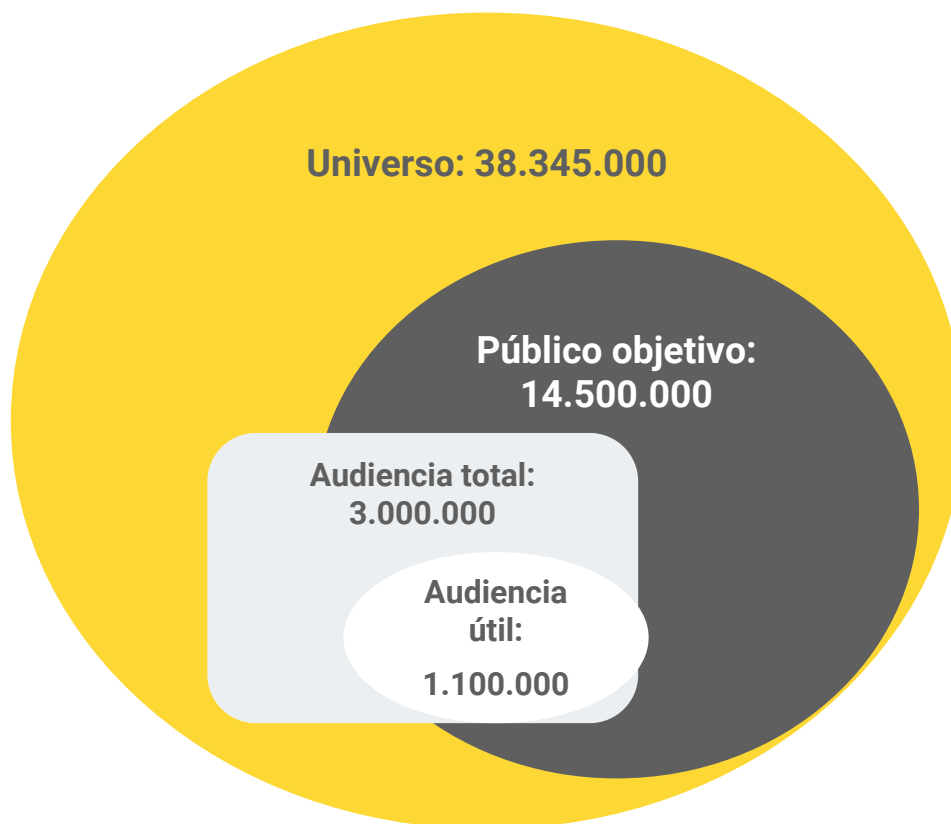 Universo: 38.345.000
Público objetivo:
14.500.000
Audiencia total:
3.000.000
Audiencia
útil:
1.100.000